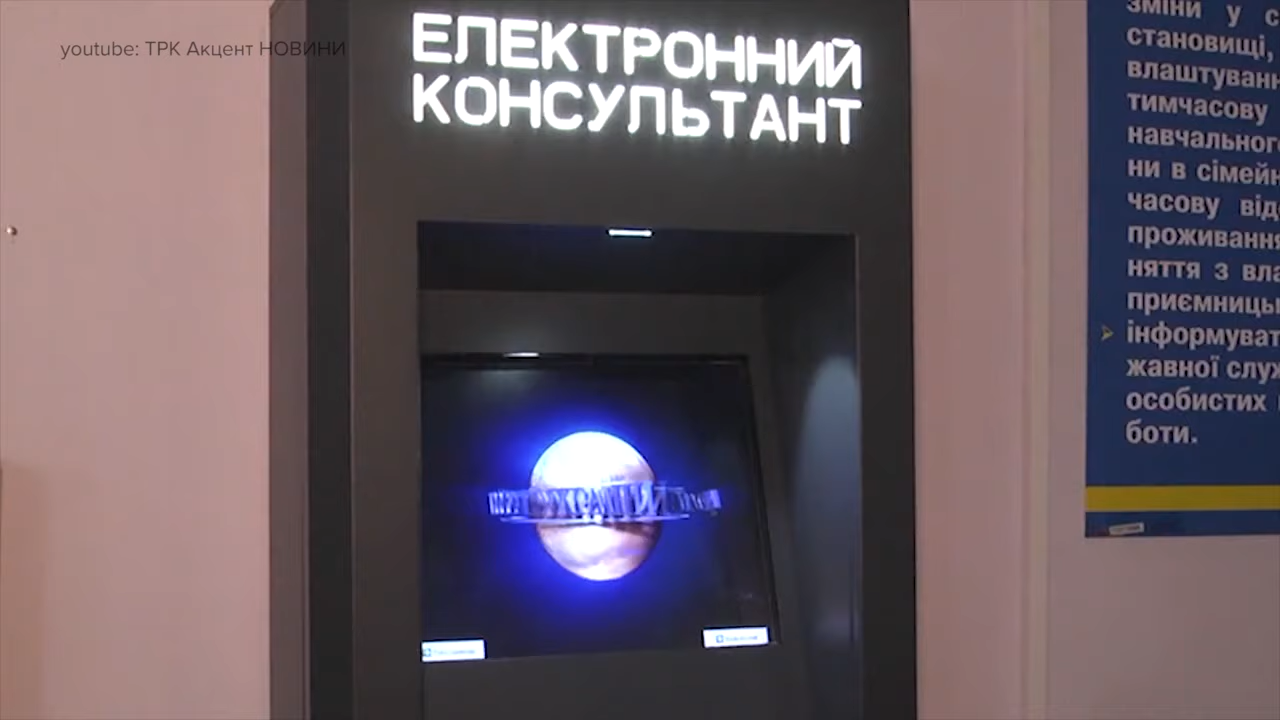 youtube: ТРК Акцент НОВИНИ
ЕЛЕКТРОННИЙ
КОНСУЛЬТАНТ
зміни у с
становищі,
влаштуванн
тимчасову
навчального
ни в сімейн
часову від
проживання
няття з вла
приємниць
інформуват
жавної служ
особистих
боти.